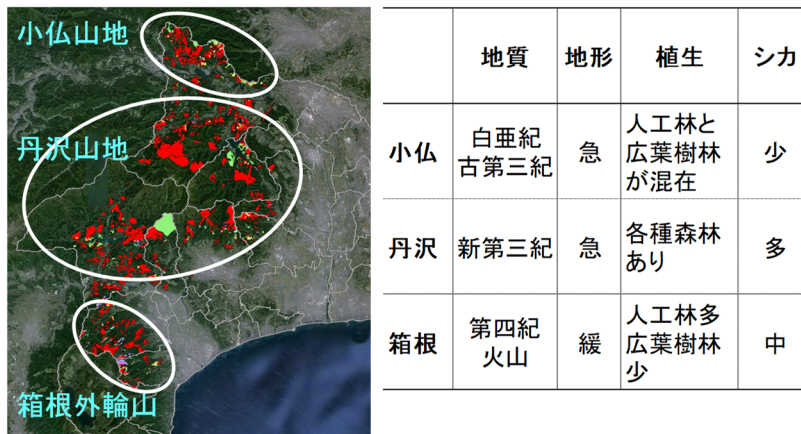 小仏山地
丹沢山地
箱根外輪山
地質 地形 植生 シカ
小仏 白亜紀 古第三紀 急 人工林と 広葉樹林 が混在 少
丹沢 新第三紀 急 各種森林 あり 多
箱根 第四紀 火山 緩 人工林多 広葉樹林 少 中